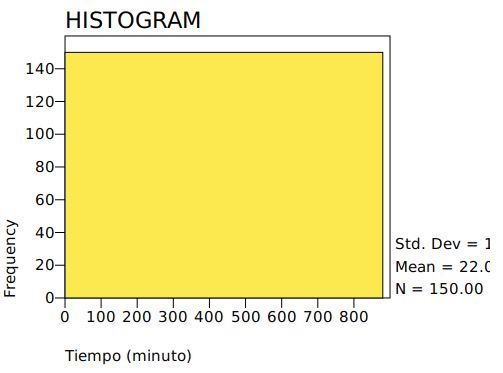 HISTOGRAM
140
120
100
80
60
40
20
0
Frequency
0 100 200 300 400 500 600 700 800
Tiempo (minuto)
Std. Dev = 1
Mean = 22.0
N = 150.00